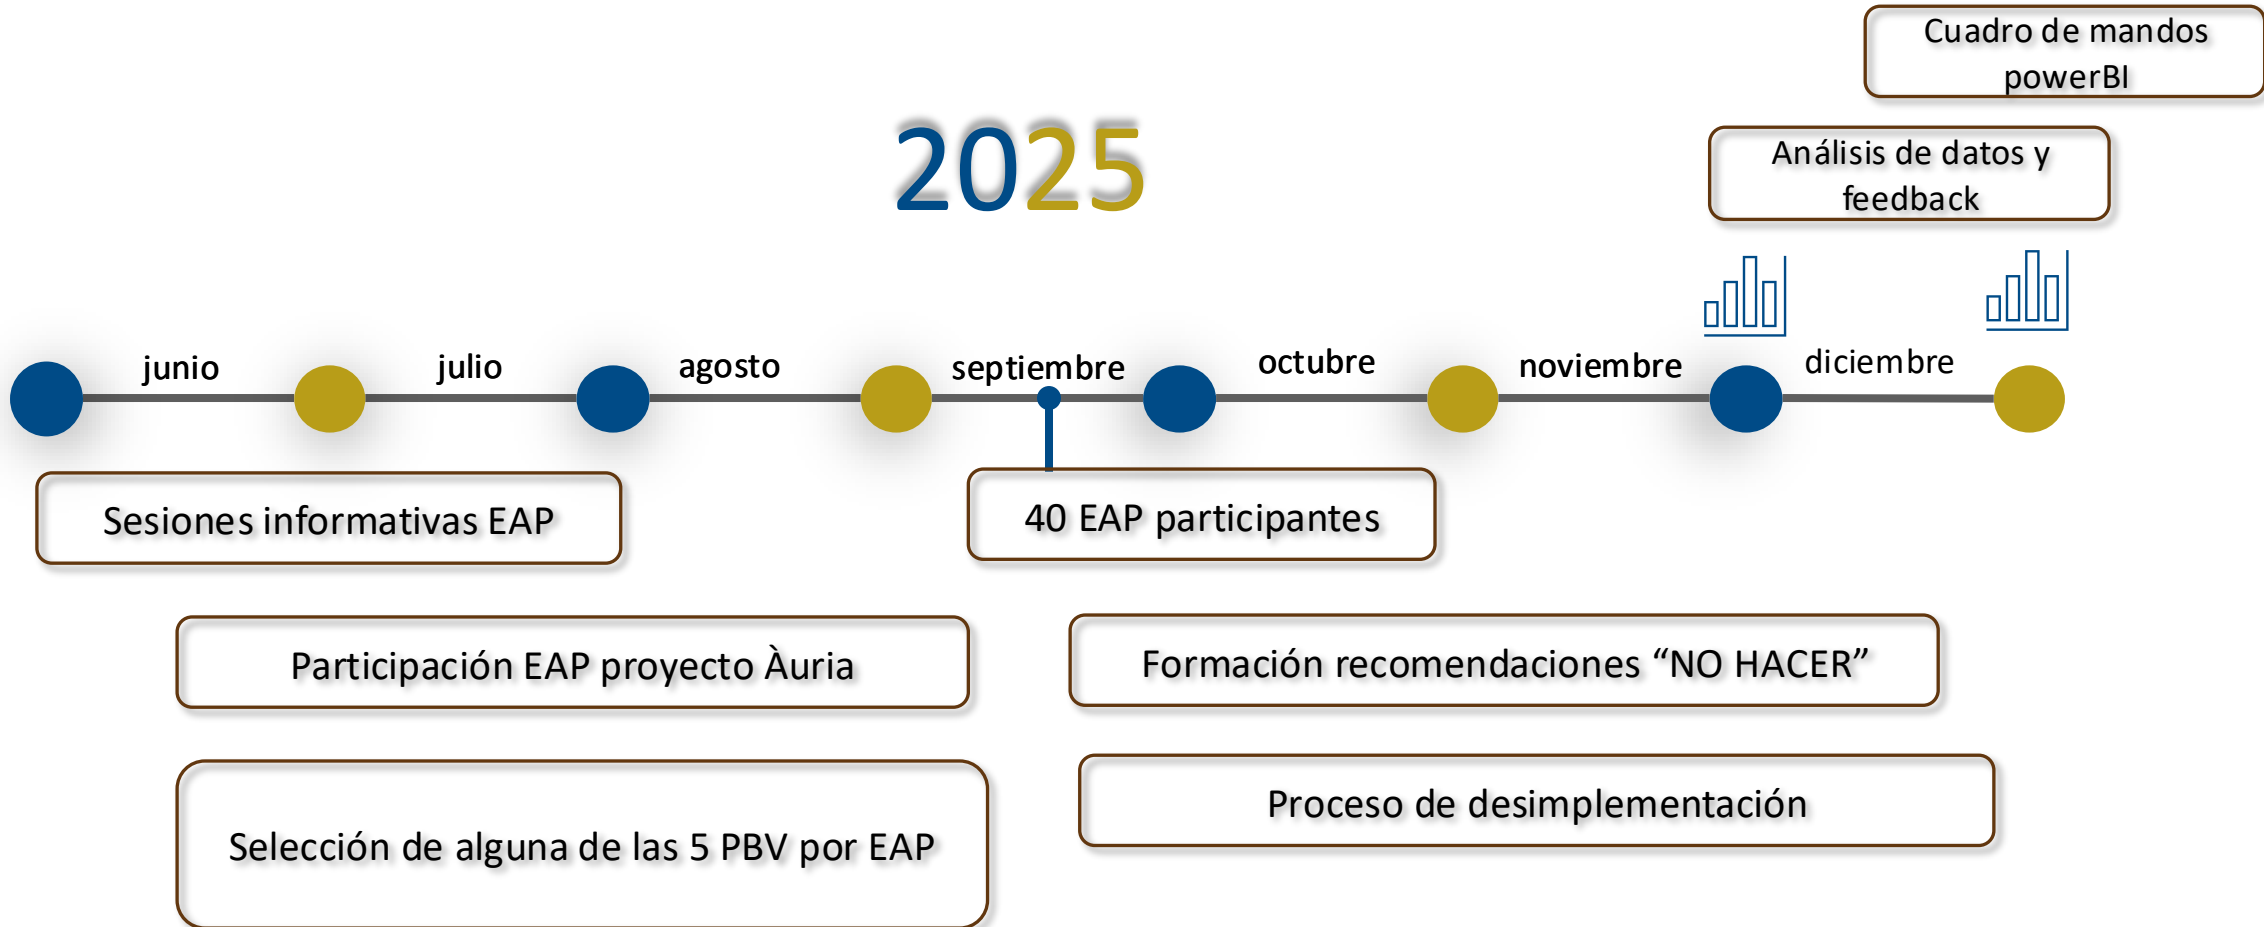 Cuadro de mandos
powerBI
2025
Análisis de datos y
feedback
junio
julio
agosto
septiembre
octubre
noviembre
diciembre
Sesiones informativas EAP
40 EAP participantes
Participación EAP proyecto Àuria
Formación recomendaciones “NO HACER”
Selección de alguna de las 5 PBV por EAP
Proceso de desimplementación